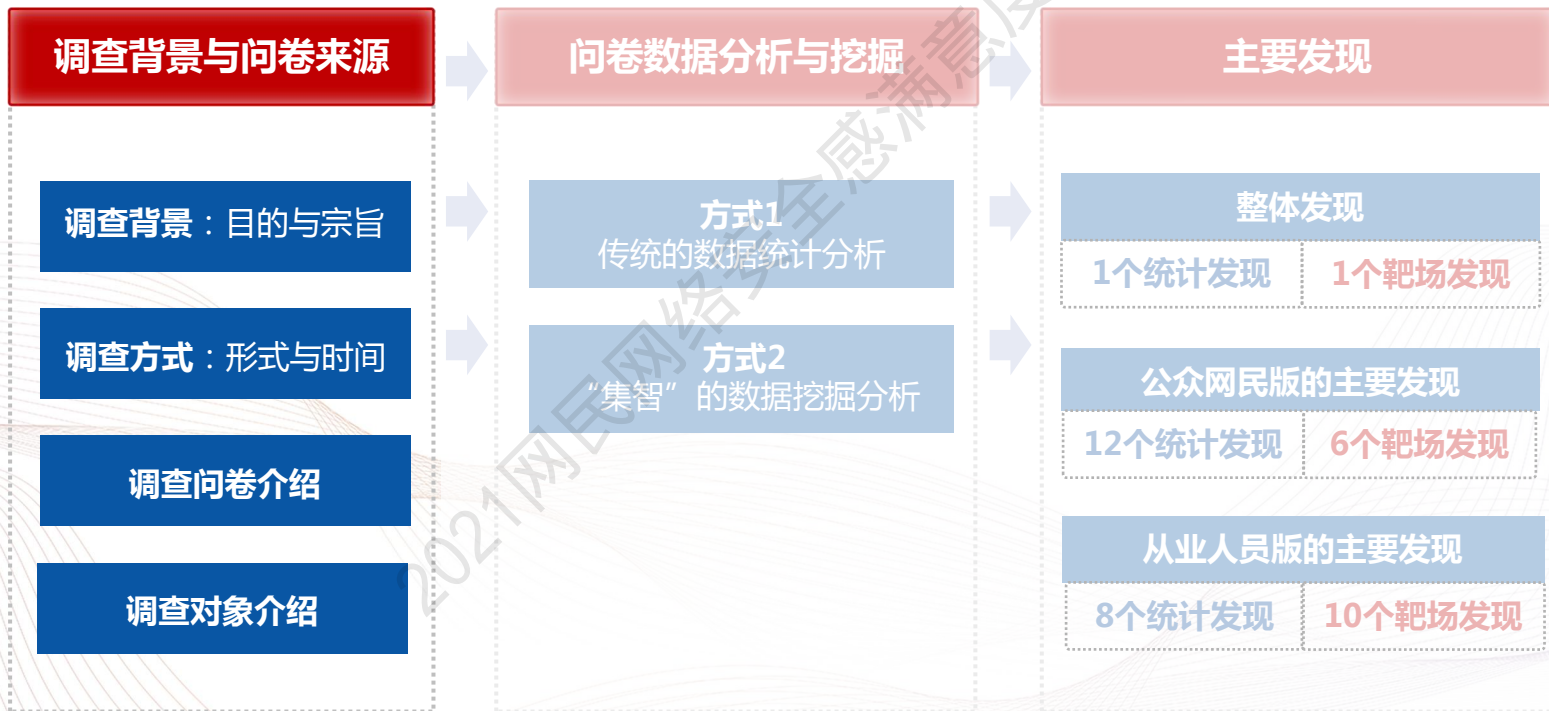 调查背景与问卷来源
调查背景：目的与宗旨
调查方式：形式与时间
调查问卷介绍
调查对象介绍
问卷数据分析与挖掘
方式1
传统的数据统计分析
方式2
“集智”的数据挖掘分析
主要发现
整体发现
1个统计发现
1个靶场发现
公众网民版的主要发现
12个统计发现
6个靶场发现
从业人员版的主要发现
8个统计发现
10个靶场发现
2021网民网络安全感满意度